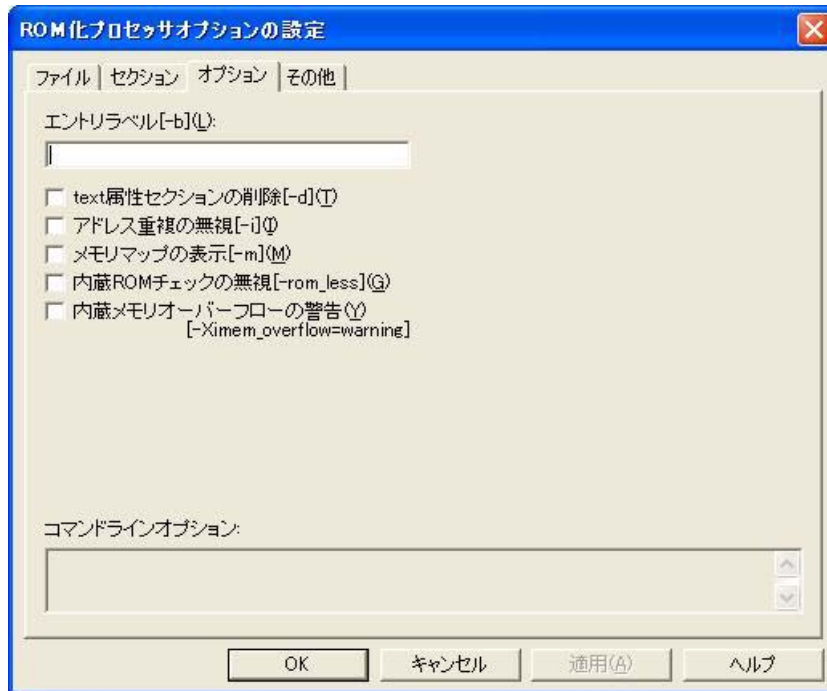 ROM化プロセッサオプションの設定
ファイル セクション オプション その他
エントリラベル[-b](L):
text属性セクションの削除[-d](T)
アドレス重複の無視[-i](I)
メモリマップの表示[-m](M)
内蔵ROMチェックの無視[-rom_less](G)
内蔵メモリオーバーフローの警告(Y)
[-Ximem_overflow=warning]
コマンドラインオプション:
OK キャンセル 適用(A) ヘルプ